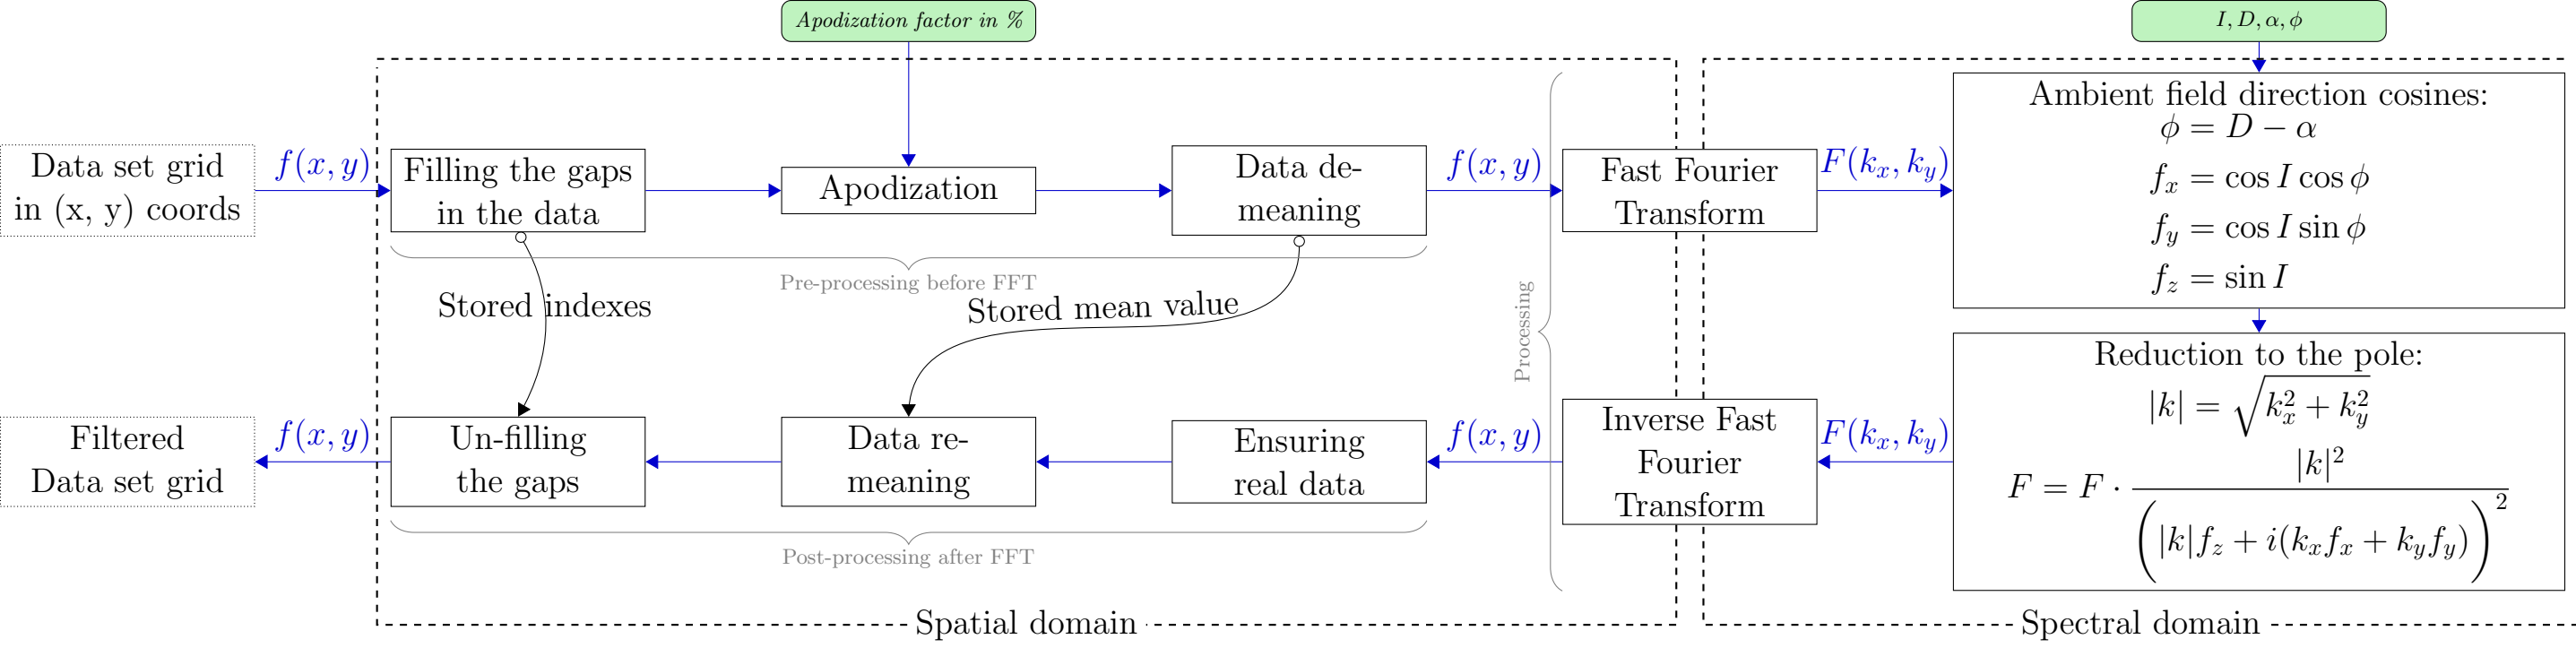 Apodization factor in %
I, D, α, ϕ
Data set grid
in (x, y) coords
f(x, y)
Filling the gaps
in the data
Apodization
Data de-
meaning
f(x, y)
Fast Fourier
Transform
F(k_x, k_y)
Ambient field direction cosines:
ϕ = D − α
f_x = cos I cos ϕ
f_y = cos I sin ϕ
f_z = sin I
Pre-processing before FFT
Stored indexes
Stored mean value
Processing
Reduction to the pole:
|k| = √(k_x^2 + k_y^2)
F = F · |k|^2 / (|k|f_z + i(k_x f_x + k_y f_y))^2
Filtered
Data set grid
f(x, y)
Un-filling
the gaps
Data re-
meaning
Ensuring
real data
f(x, y)
Inverse Fast
Fourier
Transform
F(k_x, k_y)
Post-processing after FFT
Spatial domain
Spectral domain